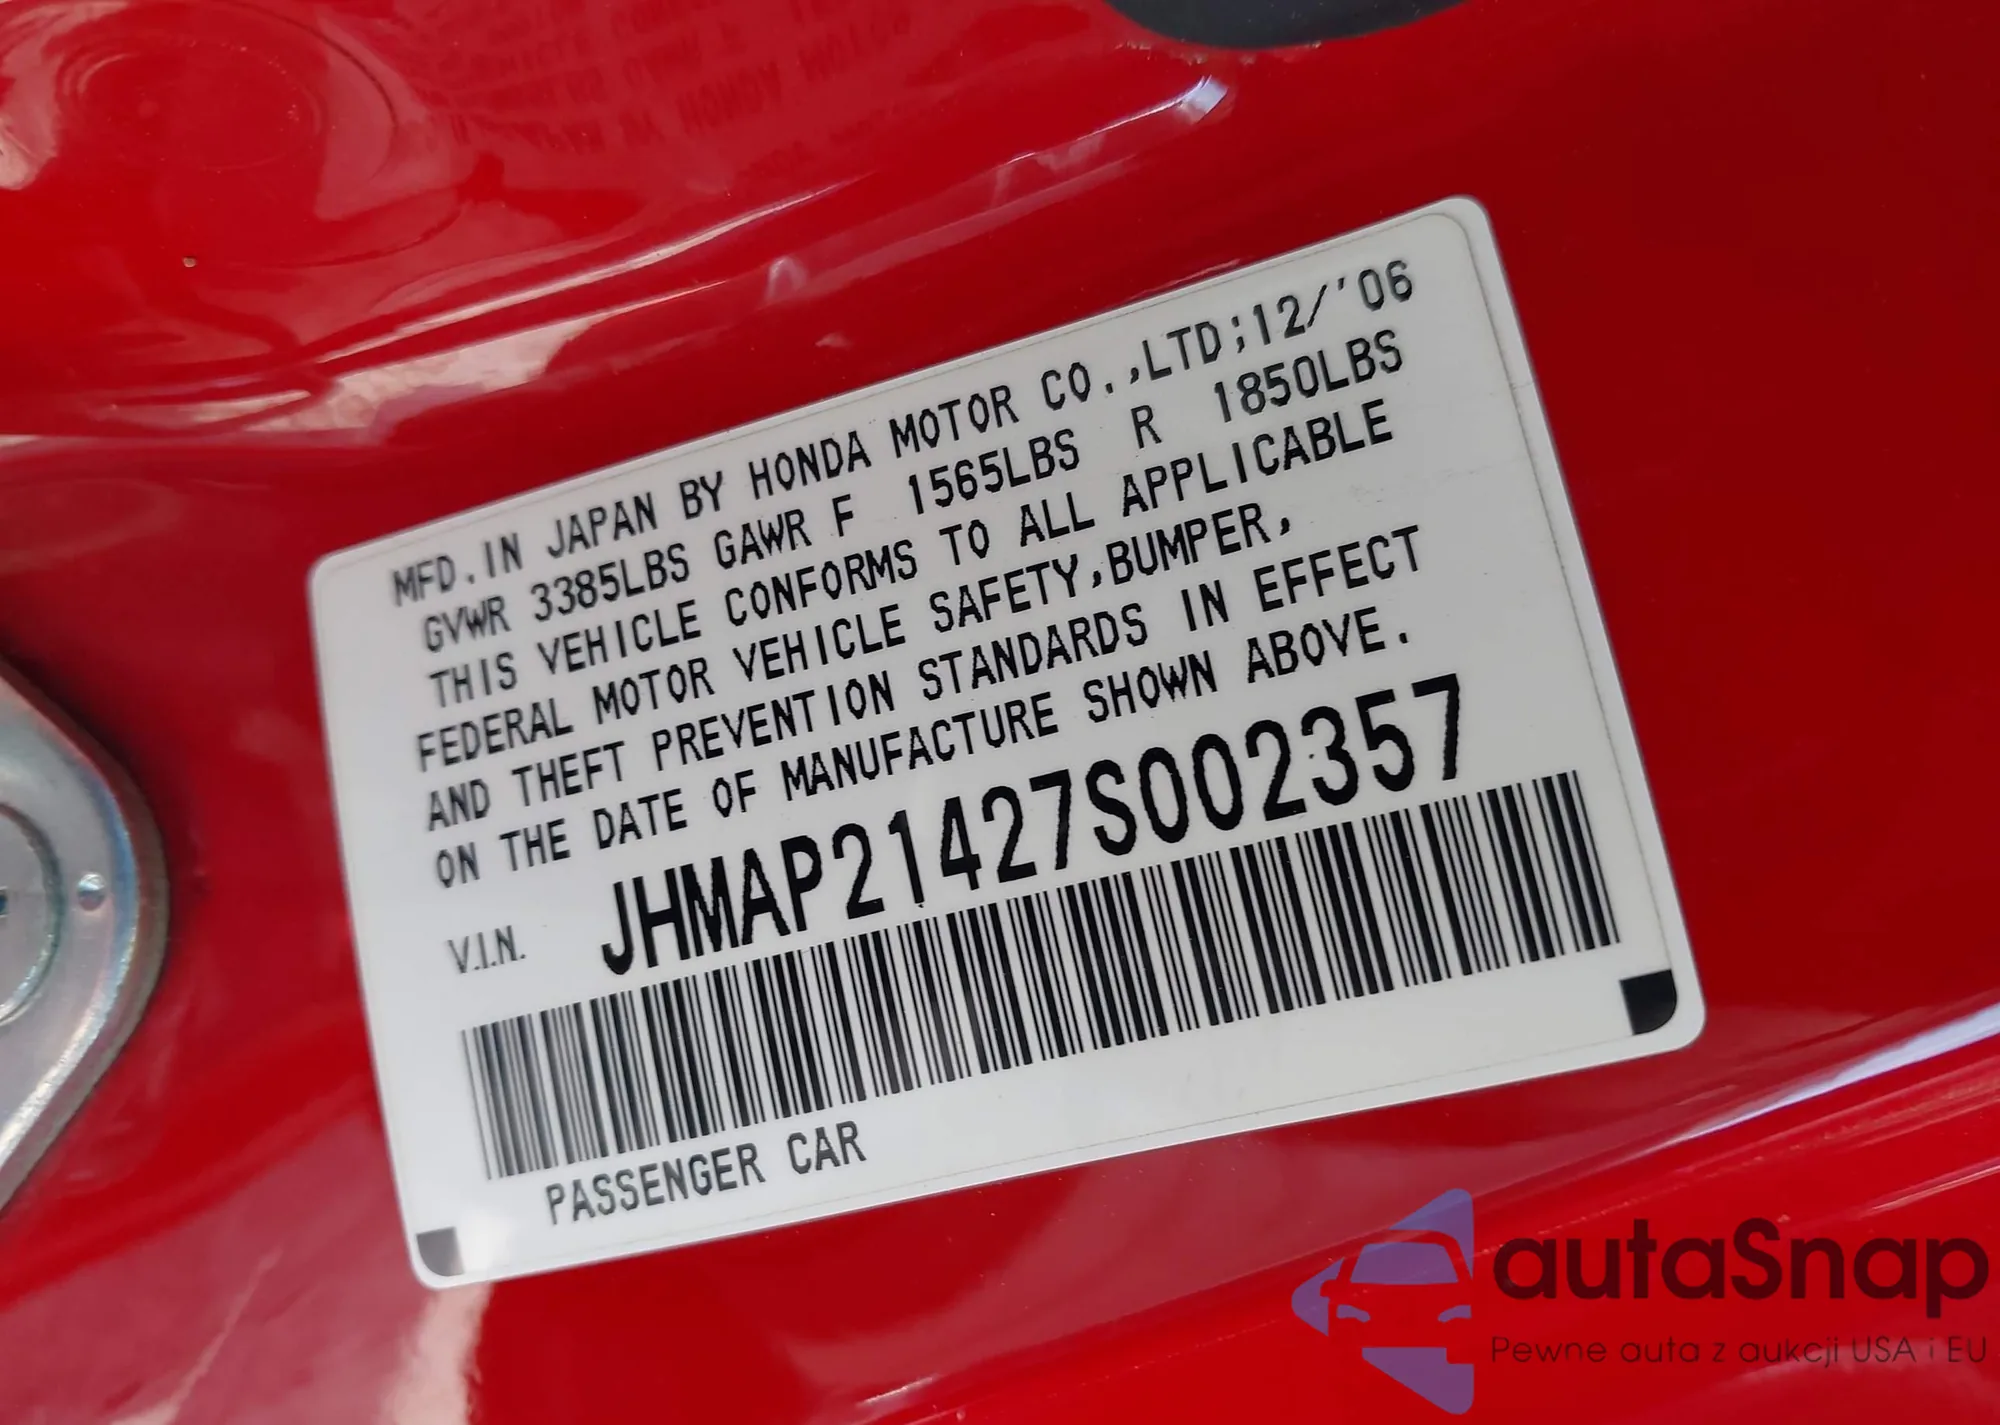 MFD. IN JAPAN BY HONDA MOTOR CO.,LTD;12/'06
GVWR 3385LBS GAWR F 1565LBS R 1850LBS
THIS VEHICLE CONFORMS TO ALL APPLICABLE
FEDERAL MOTOR VEHICLE SAFETY,BUMPER,
AND THEFT PREVENTION STANDARDS IN EFFECT
ON THE DATE OF MANUFACTURE SHOWN ABOVE.
V.I.N. JHMAP21427S002357
PASSENGER CAR
autaSnap
Pewne auta z aukcji USA i EU